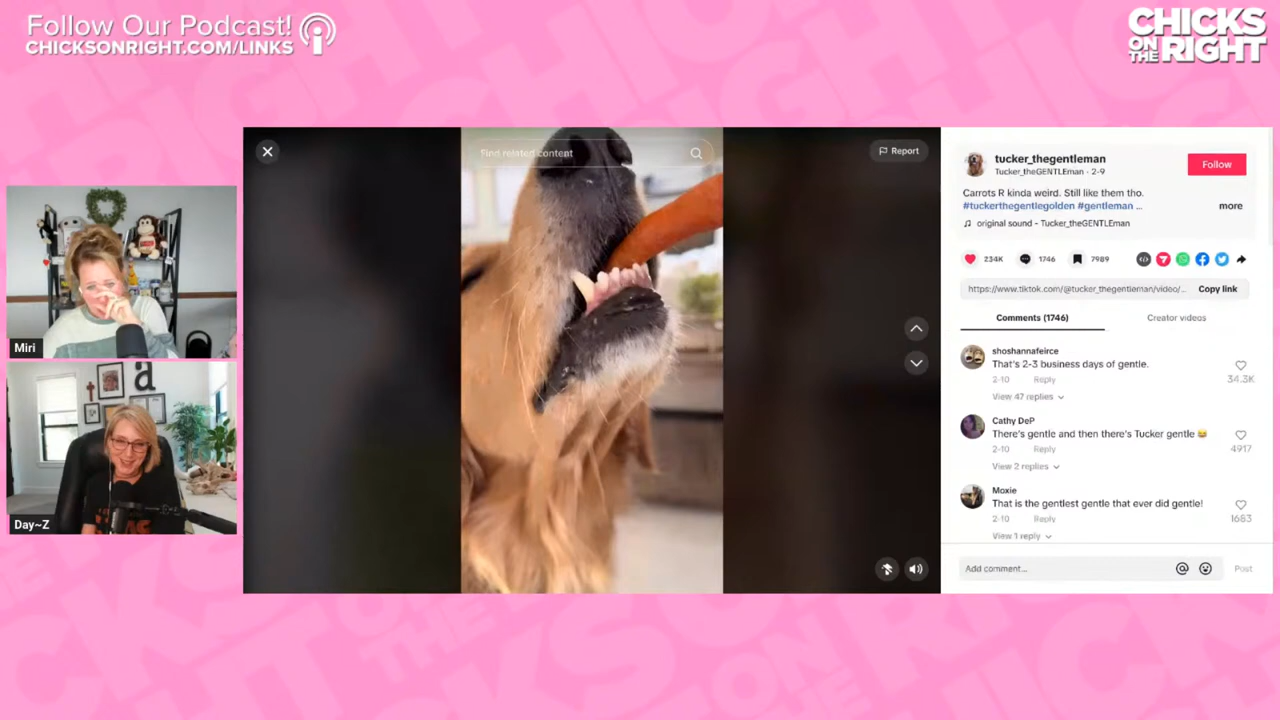 Follow Our Podcast!
CHICKSONRIGHT.COM/LINKS
CHICKS
ON THE
RIGHT
Miri
a
Day~Z
Find related content
Report
tucker_thegentleman
Tucker_theGENTLEman · 2-9
Follow
Carrots R kinda weird. Still like them tho.
#tuckerthegentlegolden #gentleman ...
more
original sound - Tucker_theGENTLEman
234K
1746
7989
https://www.tiktok.com/@tucker_thegentleman/video/...
Copy link
Comments (1746)
Creator videos
shoshannafeirce
That's 2-3 business days of gentle.
2-10 Reply
34.3K
View 47 replies
Cathy DeP
There's gentle and then there's Tucker gentle 😂
2-10 Reply
4917
View 2 replies
Moxie
That is the gentlest gentle that ever did gentle!
2-10 Reply
1683
View 1 reply
Add comment...
Post